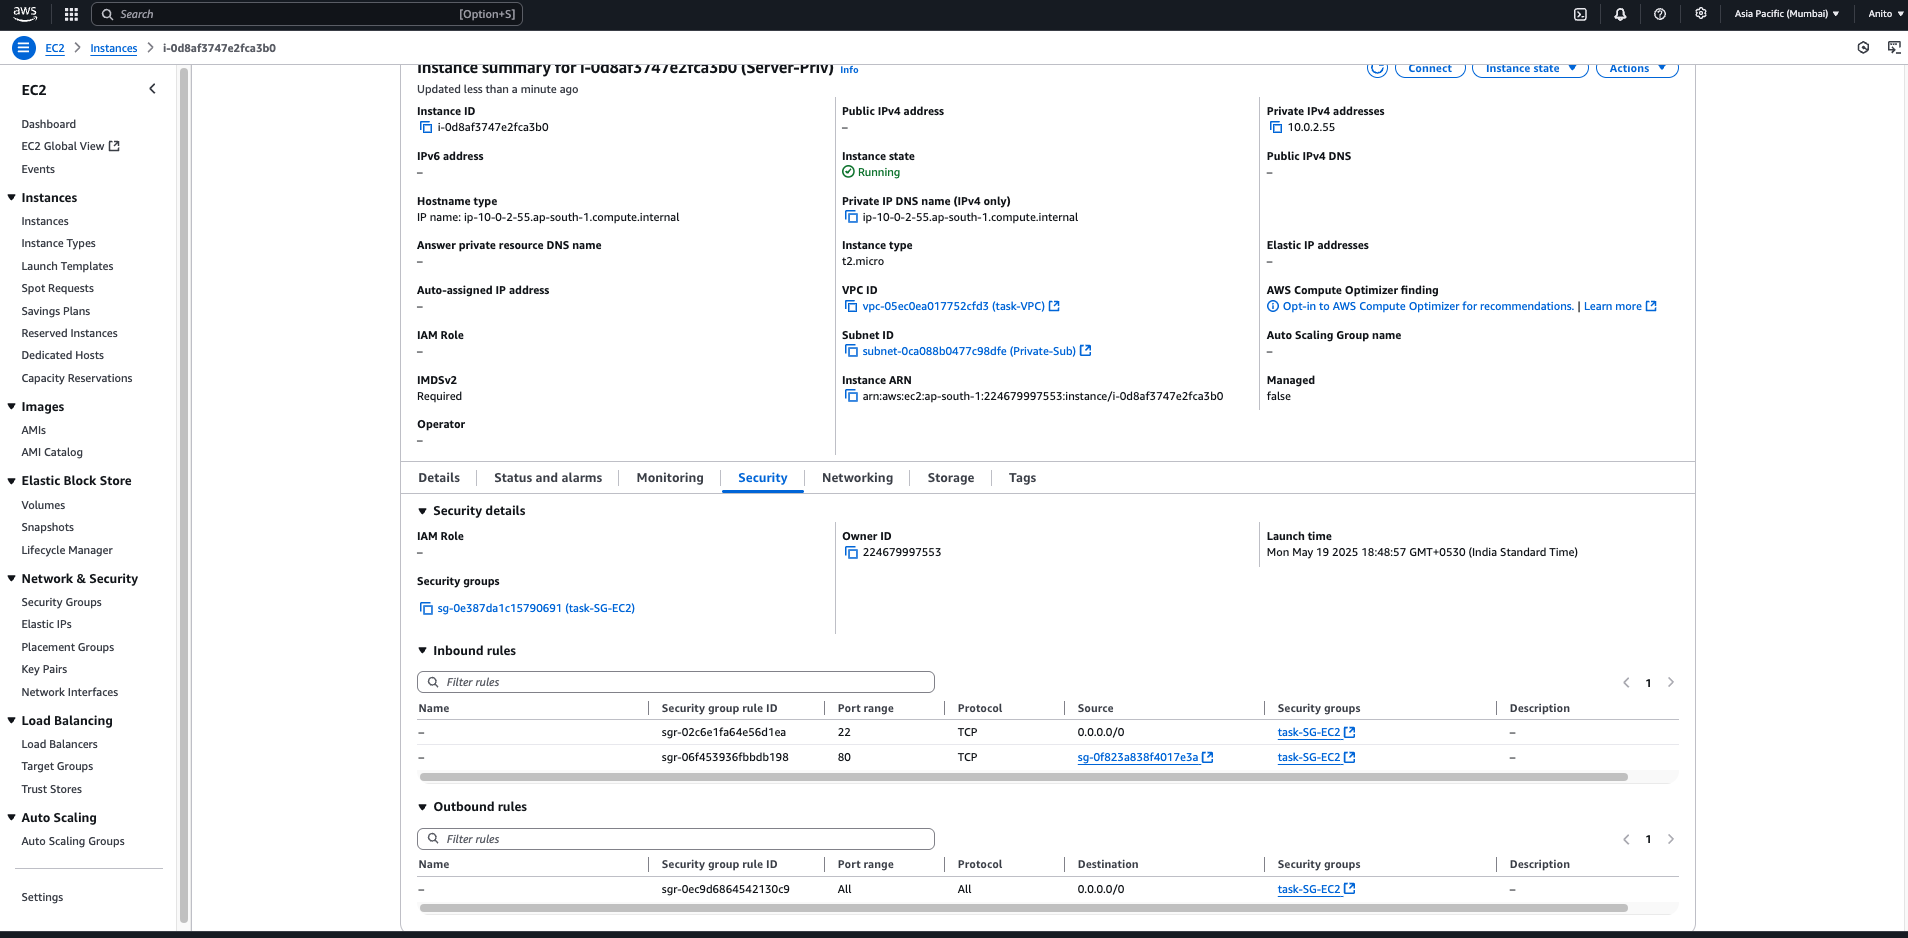 aws
Search [Option+S]
Asia Pacific (Mumbai)
Anito
EC2 > Instances > i-0d8af3747e2fca3b0
EC2
Dashboard
EC2 Global View
Events
Instances
Instances
Instance Types
Launch Templates
Spot Requests
Savings Plans
Reserved Instances
Dedicated Hosts
Capacity Reservations
Images
AMIs
AMI Catalog
Elastic Block Store
Volumes
Snapshots
Lifecycle Manager
Network & Security
Security Groups
Elastic IPs
Placement Groups
Key Pairs
Network Interfaces
Load Balancing
Load Balancers
Target Groups
Trust Stores
Auto Scaling
Auto Scaling Groups
Settings
Instance summary for i-0d8af3747e2fca3b0 (Server-Priv) Info
Connect
Instance state
Actions
Updated less than a minute ago
Instance ID
i-0d8af3747e2fca3b0
Public IPv4 address
–
Private IPv4 addresses
10.0.2.55
IPv6 address
–
Instance state
Running
Public IPv4 DNS
–
Hostname type
IP name: ip-10-0-2-55.ap-south-1.compute.internal
Private IP DNS name (IPv4 only)
ip-10-0-2-55.ap-south-1.compute.internal
Answer private resource DNS name
–
Instance type
t2.micro
Elastic IP addresses
–
Auto-assigned IP address
–
VPC ID
vpc-05ec0ea017752cfd3 (task-VPC)
AWS Compute Optimizer finding
Opt-in to AWS Compute Optimizer for recommendations. | Learn more
IAM Role
–
Subnet ID
subnet-0ca088b0477c98dfe (Private-Sub)
Auto Scaling Group name
–
IMDSv2
Required
Instance ARN
arn:aws:ec2:ap-south-1:224679997553:instance/i-0d8af3747e2fca3b0
Managed
false
Operator
–
Details
Status and alarms
Monitoring
Security
Networking
Storage
Tags
Security details
IAM Role
–
Owner ID
224679997553
Launch time
Mon May 19 2025 18:48:57 GMT+0530 (India Standard Time)
Security groups
sg-0e387da1c15790691 (task-SG-EC2)
Inbound rules
Filter rules
1
Name Security group rule ID Port range Protocol Source Security groups Description
– sgr-02c6e1fa64e56d1ea 22 TCP 0.0.0.0/0 task-SG-EC2 –
– sgr-06f453936fbbdb198 80 TCP sg-0f823a838f4017e3a task-SG-EC2 –
Outbound rules
Filter rules
1
Name Security group rule ID Port range Protocol Destination Security groups Description
– sgr-0ec9d6864542130c9 All All 0.0.0.0/0 task-SG-EC2 –